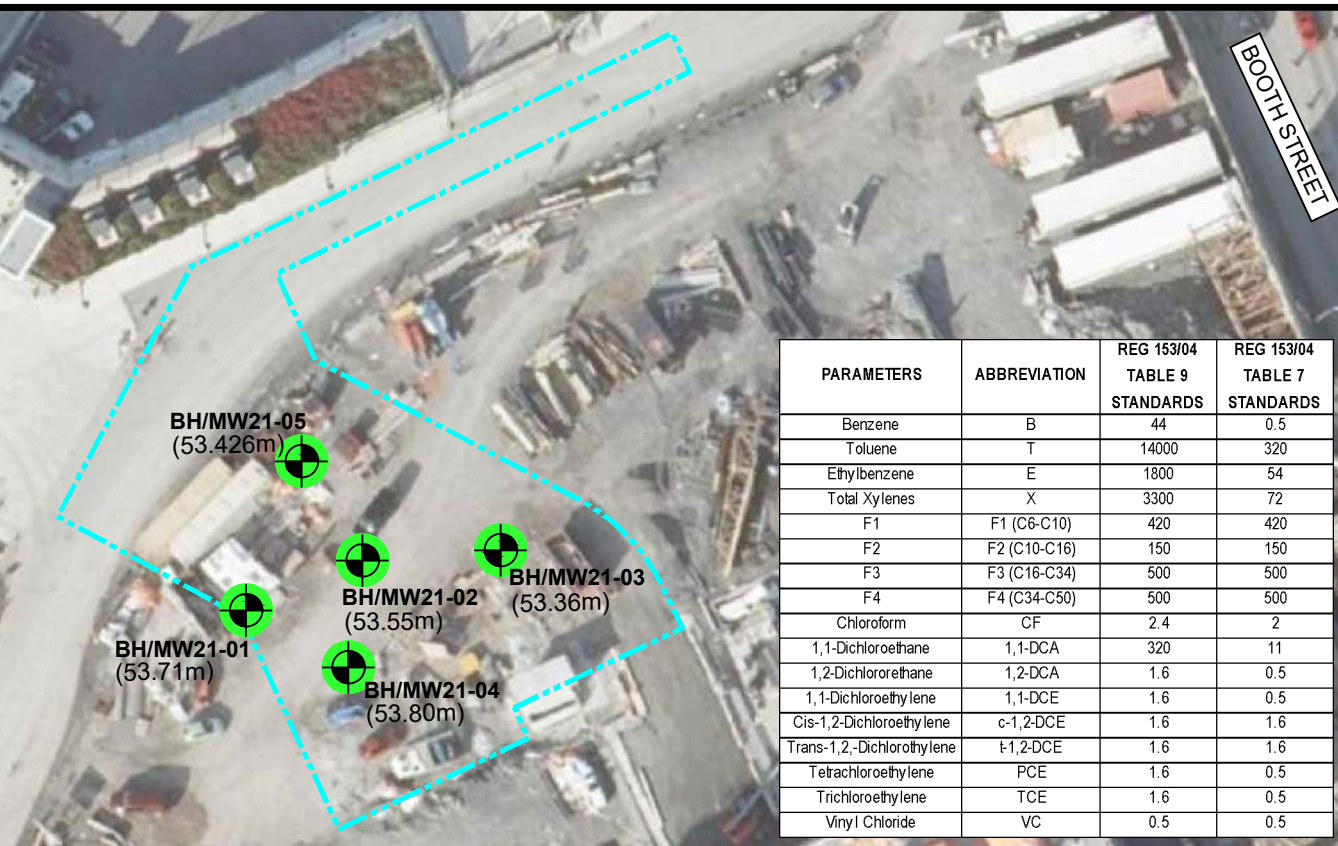 BOOTH STREET
BH/MW21-05
(53.426m)
BH/MW21-03
(53.36m)
BH/MW21-02
(53.55m)
BH/MW21-01
(53.71m)
BH/MW21-04
(53.80m)
PARAMETERS ABBREVIATION REG 153/04 TABLE 9 STANDARDS REG 153/04 TABLE 7 STANDARDS
Benzene B 44 0.5
Toluene T 14000 320
Ethylbenzene E 1800 54
Total Xylenes X 3300 72
F1 F1 (C6-C10) 420 420
F2 F2 (C10-C16) 150 150
F3 F3 (C16-C34) 500 500
F4 F4 (C34-C50) 500 500
Chloroform CF 2.4 2
1,1-Dichloroethane 1,1-DCA 320 11
1,2-Dichlororethane 1,2-DCA 1.6 0.5
1,1-Dichloroethylene 1,1-DCE 1.6 0.5
Cis-1,2-Dichloroethylene c-1,2-DCE 1.6 1.6
Trans-1,2,-Dichlorothylene t-1,2-DCE 1.6 1.6
Tetrachloroethylene PCE 1.6 0.5
Trichloroethylene TCE 1.6 0.5
Vinyl Chloride VC 0.5 0.5